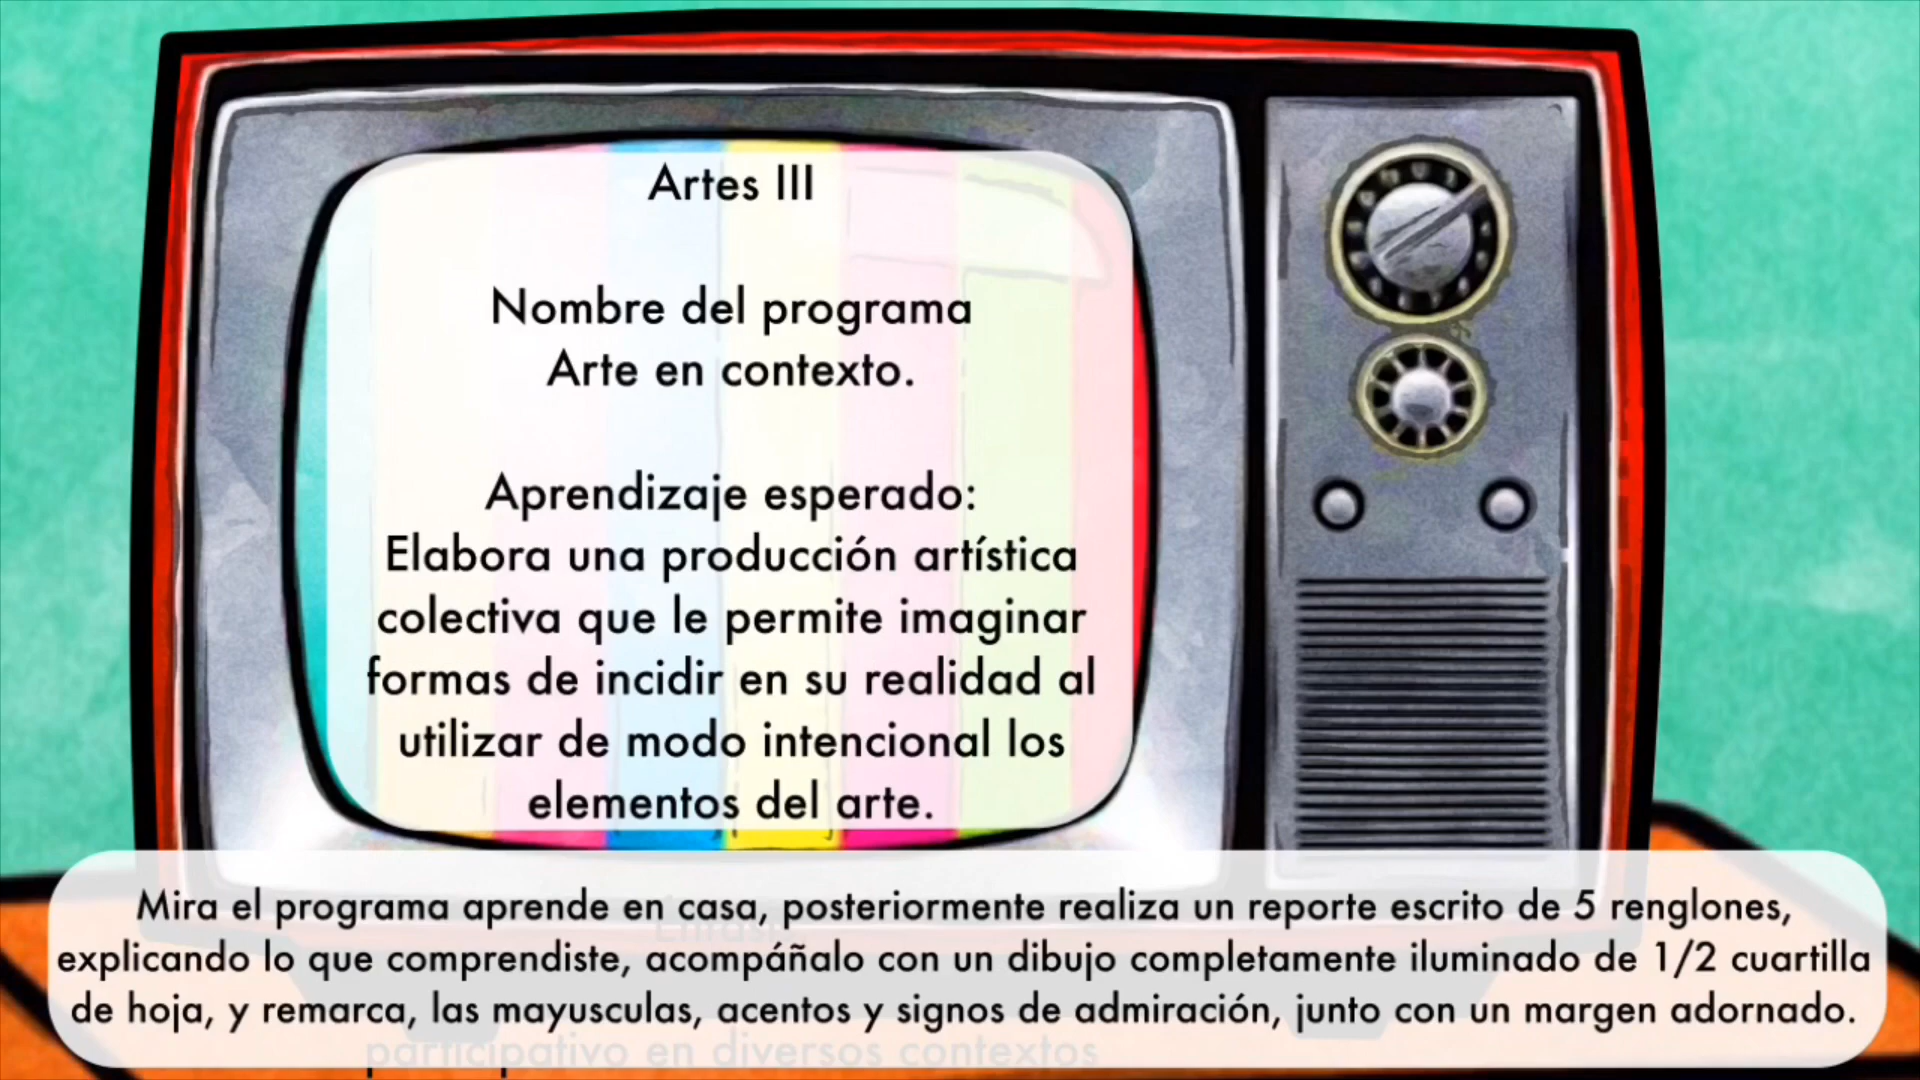 Artes III
Nombre del programa
Arte en contexto.
Aprendizaje esperado:
Elabora una producción artística
colectiva que le permite imaginar
formas de incidir en su realidad al
utilizar de modo intencional los
elementos del arte.
Mira el programa aprende en casa, posteriormente realiza un reporte escrito de 5 renglones,
explicando lo que comprendiste, acompáñalo con un dibujo completamente iluminado de 1/2 cuartilla
de hoja, y remarca, las mayusculas, acentos y signos de admiración, junto con un margen adornado.
participativo en diversos contextos